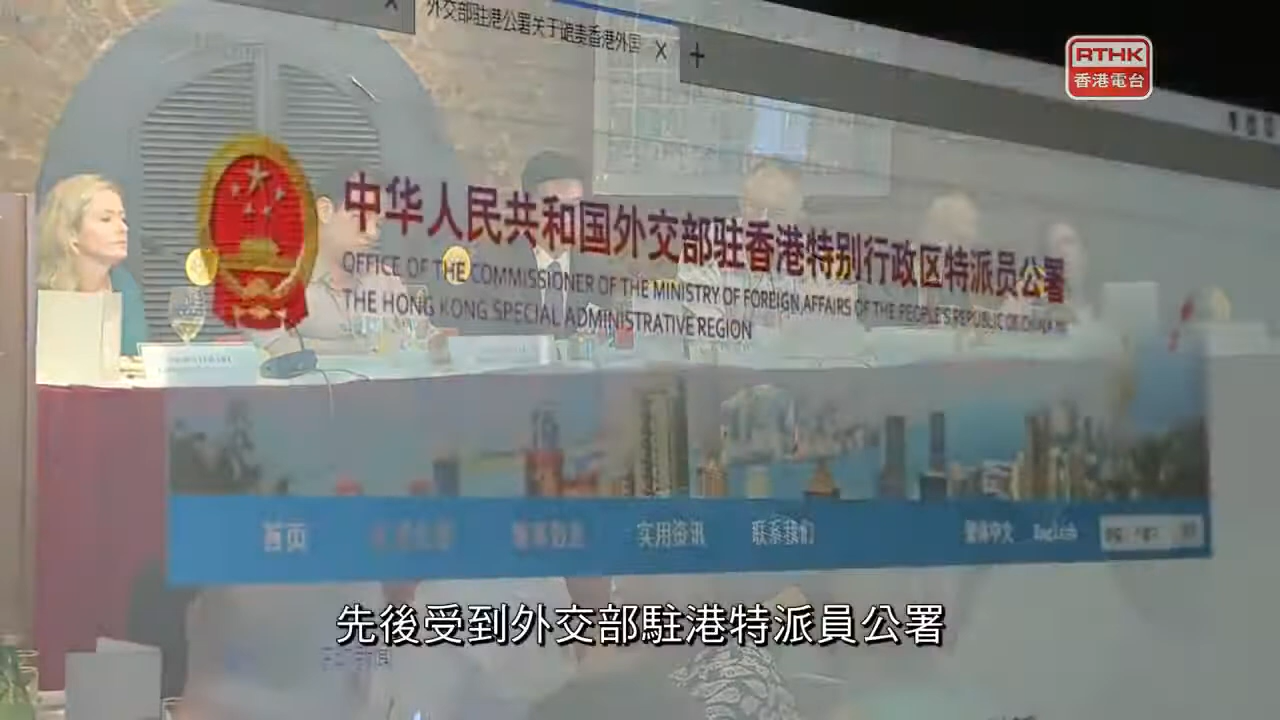 外交部驻港公署关于谴责香港外国
RTHK
香港電台
中华人民共和国外交部驻香港特别行政区特派员公署
OFFICE OF THE COMMISSIONER OF THE MINISTRY OF FOREIGN AFFAIRS OF THE PEOPLE'S REPUBLIC OF CHINA IN
THE HONG KONG SPECIAL ADMINISTRATIVE REGION
首页 实用资讯 联系我们 繁体中文 English
先後受到外交部駐港特派員公署